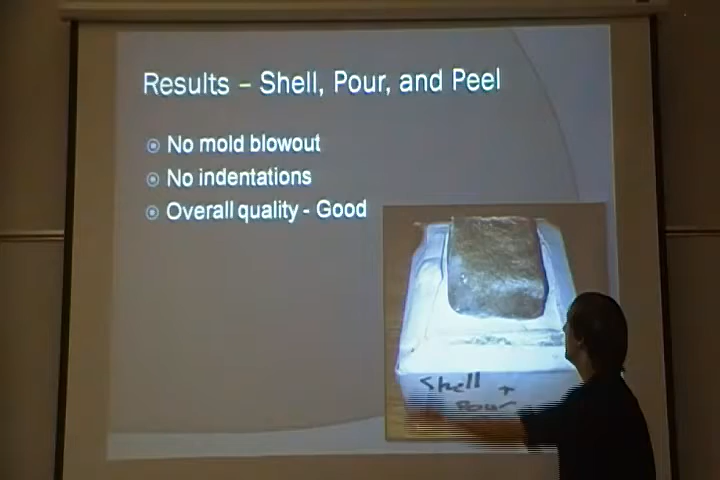 Results – Shell, Pour, and Peel
No mold blowout
No indentations
Overall quality - Good
Shell +
Pour